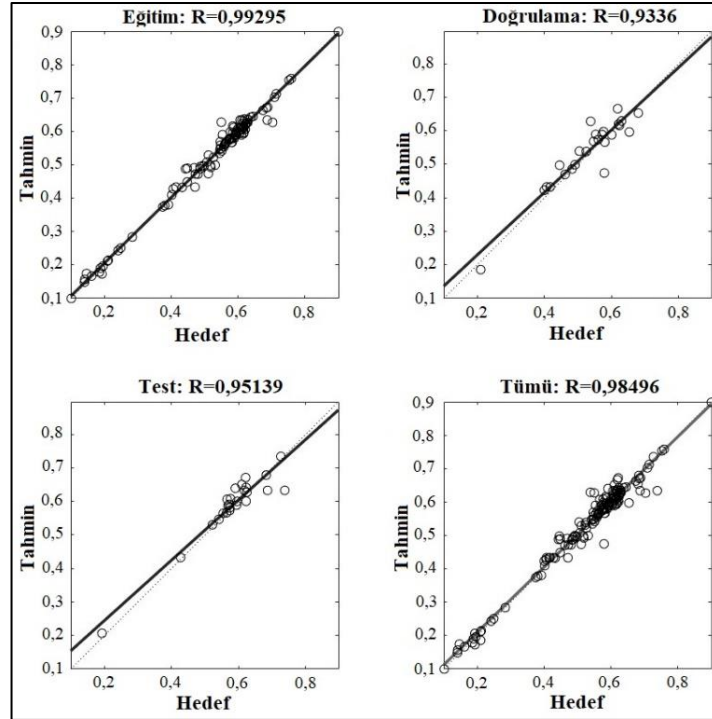 Eğitim: R=0,99295
0,9
0,8
0,7
0,6
0,5
0,4
0,3
0,2
0,1
Tahmin
0,2 0,4 0,6 0,8
Hedef
Doğrulama: R=0,9336
0,8
0,7
0,6
0,5
0,4
0,3
0,2
0,1
Tahmin
0,2 0,4 0,6 0,8
Hedef
Test: R=0,95139
0,8
0,7
0,6
0,5
0,4
0,3
0,2
0,1
Tahmin
0,2 0,4 0,6 0,8
Hedef
Tümü: R=0,98496
0,9
0,8
0,7
0,6
0,5
0,4
0,3
0,2
0,1
Tahmin
0,2 0,4 0,6 0,8
Hedef